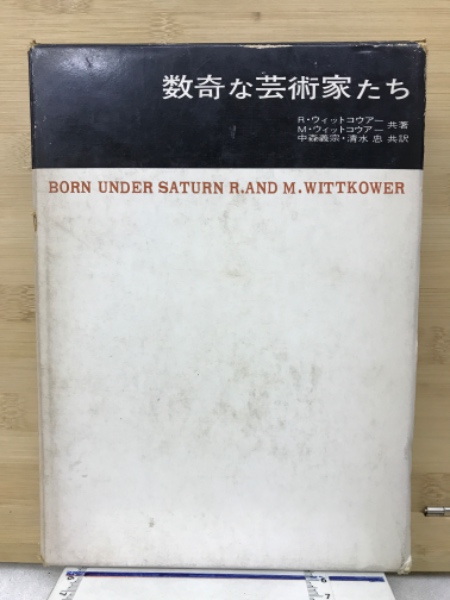 数奇な芸術家たち
R・ウィットコウアー
M・ウィットコウアー 共著
中森義宗・清水 忠 共訳
BORN UNDER SATURN R.AND M.WITTKOWER